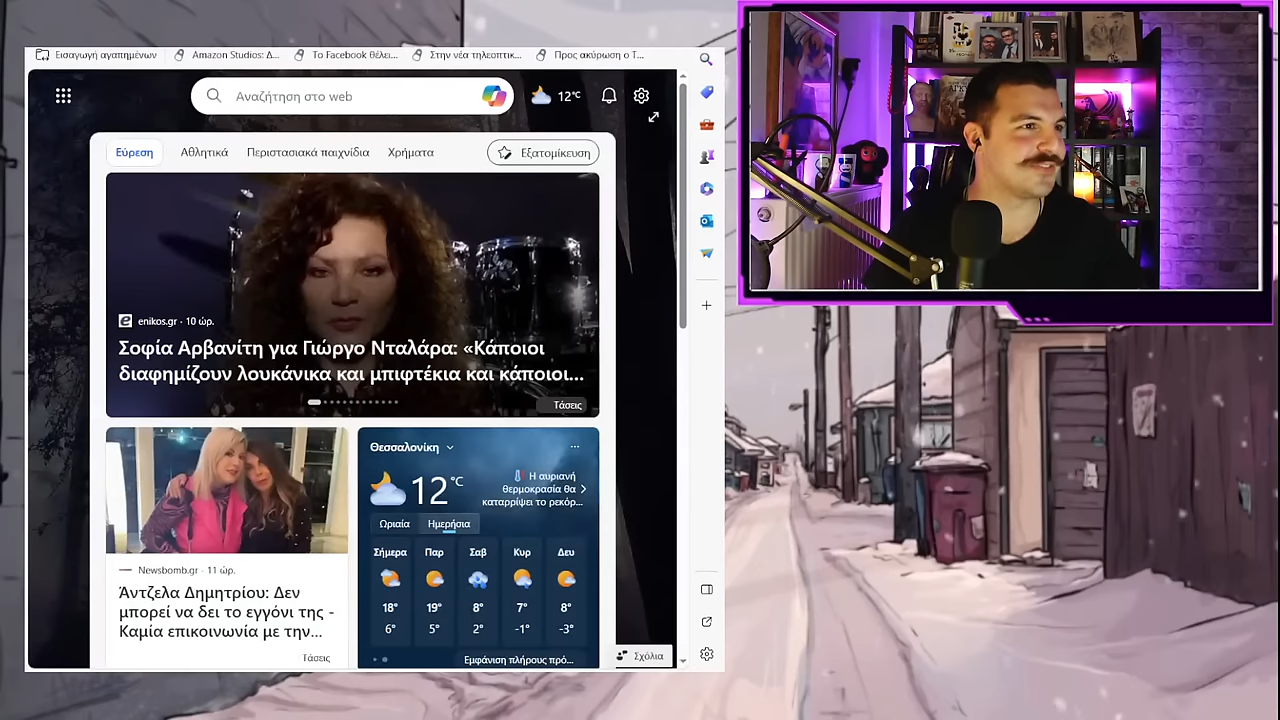 Εισαγωγή αγαπημένων
Amazon Studios: Δ...
Το Facebook θέλει...
Στην νέα τηλεοπτικ...
Προς ακύρωση ο Τ...
Αναζήτηση στο web
12°C
Εύρεση
Αθλητικά
Περιστασιακά παιχνίδια
Χρήματα
Εξατομίκευση
enikos.gr · 10 ώρ.
Σοφία Αρβανίτη για Γιώργο Νταλάρα: «Κάποιοι
διαφημίζουν λουκάνικα και μπιφτέκια και κάποιοι...
Τάσεις
Newsbomb.gr · 11 ώρ.
Άντζελα Δημητρίου: Δεν
μπορεί να δει το εγγόνι της -
Καμία επικοινωνία με την...
Τάσεις
Θεσσαλονίκη
12°C
Η αυριανή
θερμοκρασία θα
καταρρίψει το ρεκόρ...
Ωριαία
Ημερήσια
Σήμερα Παρ Σαβ Κυρ Δευ
18° 19° 8° 7° 8°
6° 5° 2° -1° -3°
Εμφάνιση πλήρους πρό...
Σχόλια